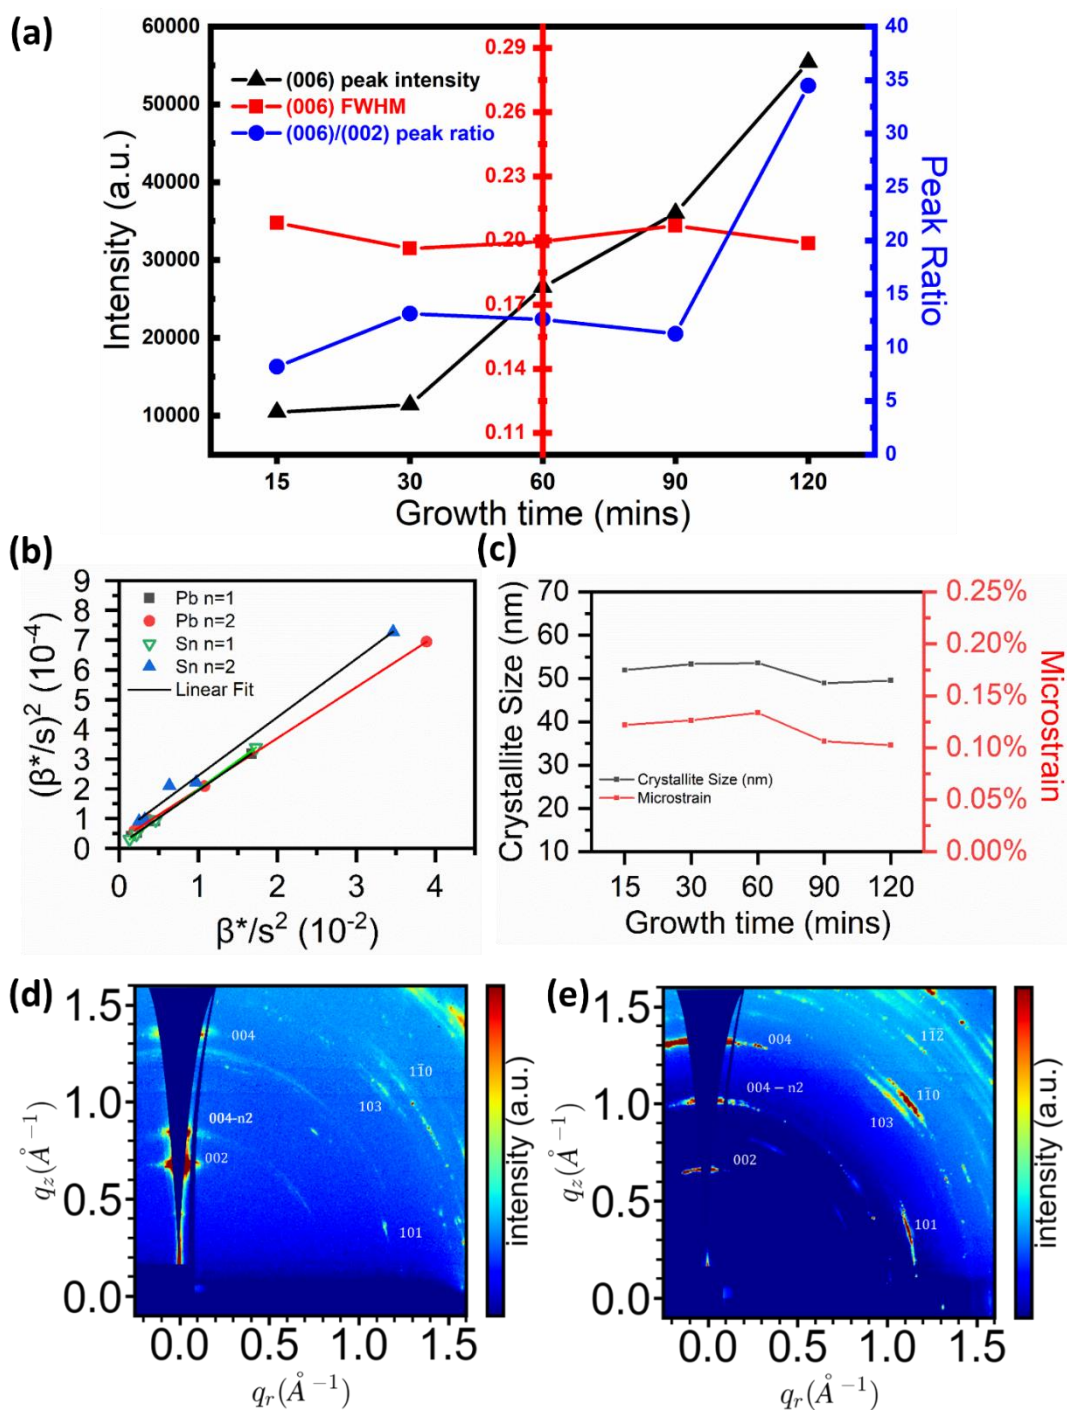 (a)
60000
50000
40000
30000
20000
10000
Intensity (a.u.)
(006) peak intensity
(006) FWHM
(006)/(002) peak ratio
0.29
0.26
0.23
0.20
0.17
0.14
0.11
40
35
30
25
20
15
10
5
0
Peak Ratio
15 30 60 90 120
Growth time (mins)
(b)
9
8
7
6
5
4
3
2
1
0
(β*/s)² (10⁻⁴)
Pb n=1
Pb n=2
Sn n=1
Sn n=2
Linear Fit
0 1 2 3 4
β*/s² (10⁻²)
(c)
70
60
50
40
30
20
10
Crystallite Size (nm)
Crystallite Size (nm)
Microstrain
0.25%
0.20%
0.15%
0.10%
0.05%
0.00%
Microstrain
15 30 60 90 120
Growth time (mins)
(d)
1.5
1.0
0.5
0.0
q_z(Å⁻¹)
004
11̄0
103
004-n2
002
101
0.0 0.5 1.0 1.5
q_r(Å⁻¹)
intensity (a.u.)
(e)
1.5
1.0
0.5
0.0
q_z(Å⁻¹)
11̄2
004
004 – n2
11̄0
103
002
101
0.0 0.5 1.0 1.5
q_r(Å⁻¹)
intensity (a.u.)